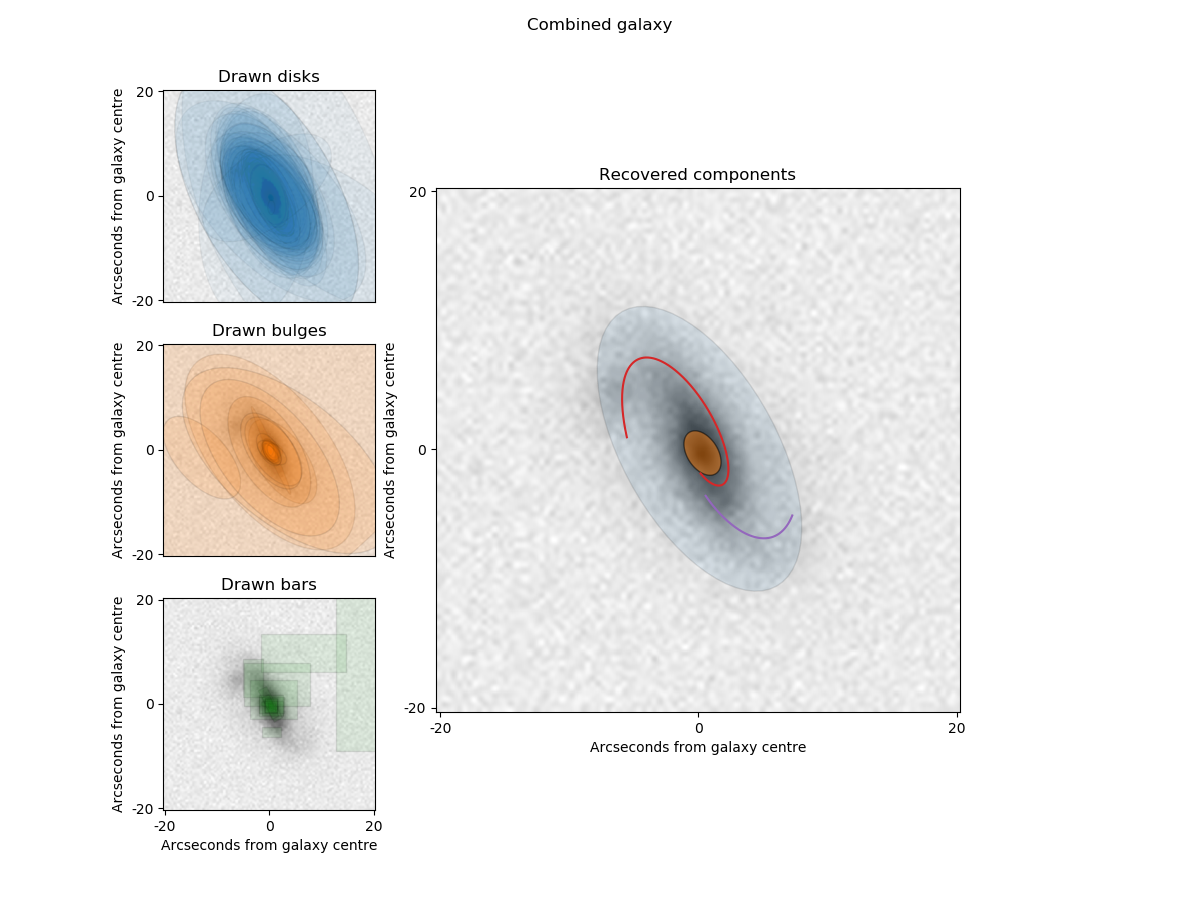 Combined galaxy
Drawn disks
Arcseconds from galaxy centre
20
0
-20
Drawn bulges
Arcseconds from galaxy centre
20
0
-20
Drawn bars
Arcseconds from galaxy centre
20
0
-20
-20 0 20
Arcseconds from galaxy centre
Recovered components
Arcseconds from galaxy centre
20
0
-20
-20 0 20
Arcseconds from galaxy centre